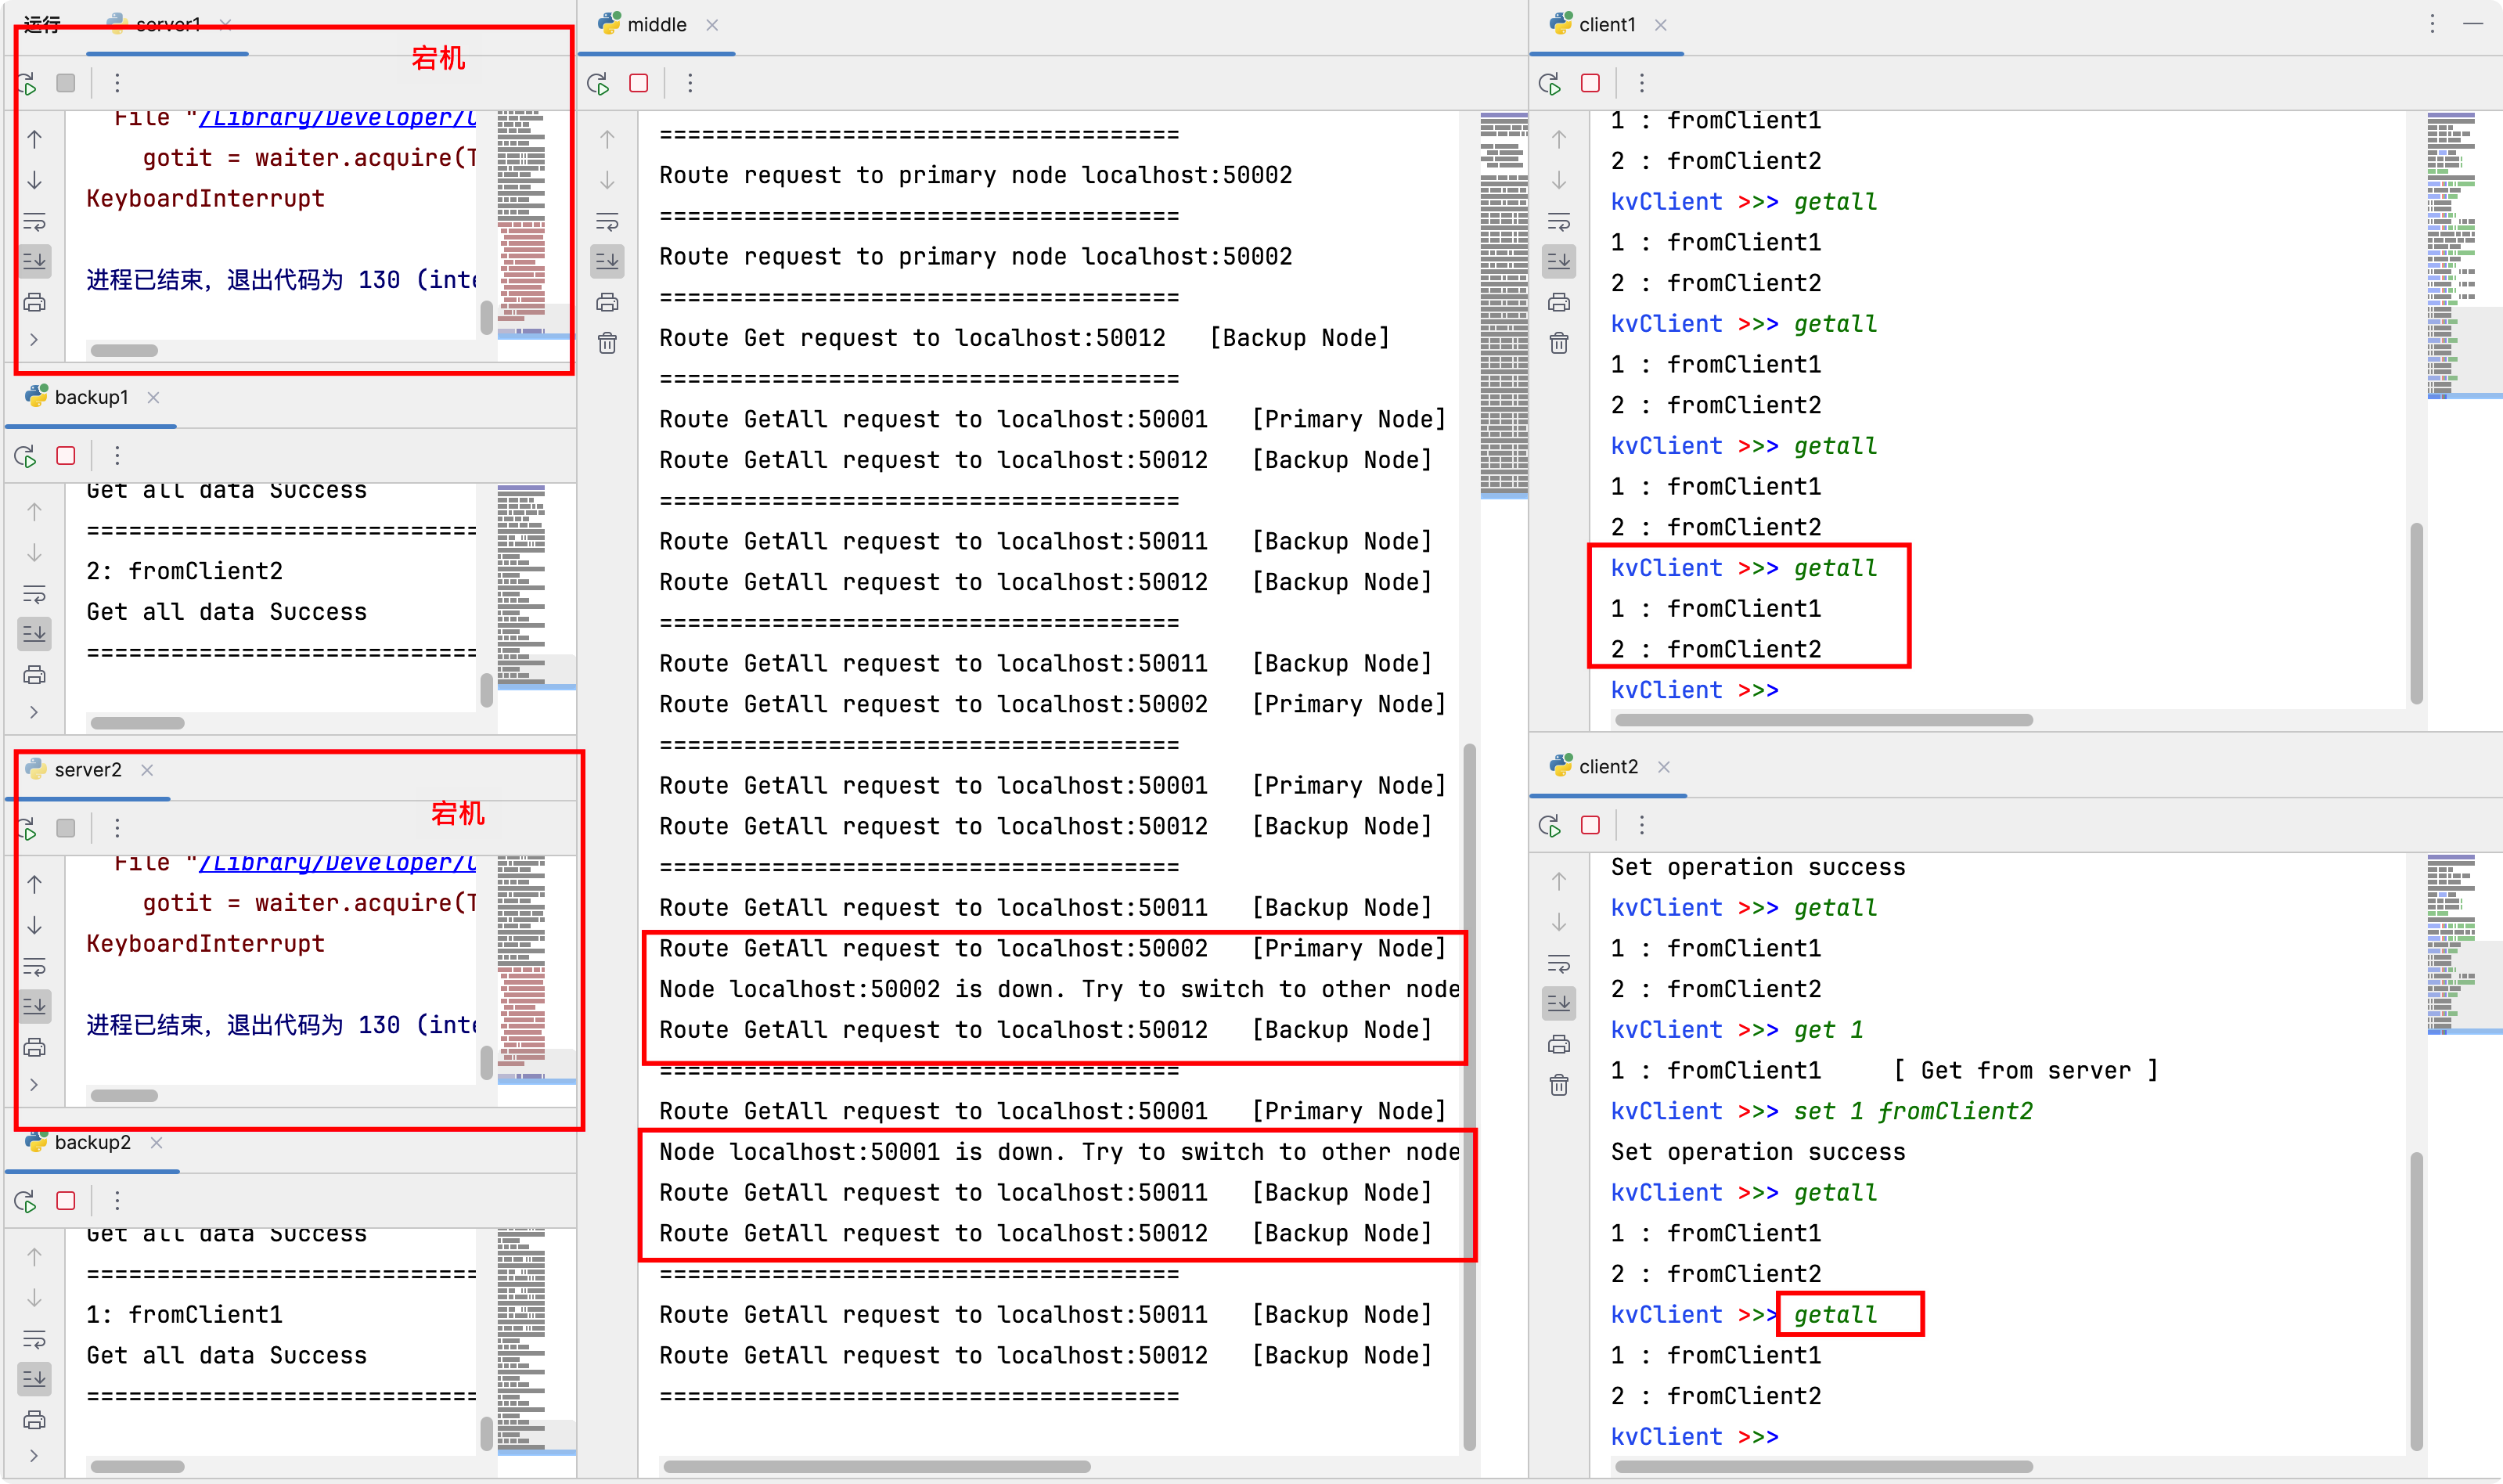 运行
server1
宕机
File "/Library/Developer/
gotit = waiter.acquire(
KeyboardInterrupt
进程已结束，退出代码为 130 (inte
backup1
Get all data Success
==================================
2: fromClient2
Get all data Success
==================================
server2
宕机
File "/Library/Developer/
gotit = waiter.acquire(
KeyboardInterrupt
进程已结束，退出代码为 130 (inte
backup2
Get all data Success
==================================
1: fromClient1
Get all data Success
==================================
middle
=====================================
Route request to primary node localhost:50002
=====================================
Route request to primary node localhost:50002
=====================================
Route Get request to localhost:50012   [Backup Node]
=====================================
Route GetAll request to localhost:50001   [Primary Node]
Route GetAll request to localhost:50012   [Backup Node]
=====================================
Route GetAll request to localhost:50011   [Backup Node]
Route GetAll request to localhost:50012   [Backup Node]
=====================================
Route GetAll request to localhost:50011   [Backup Node]
Route GetAll request to localhost:50002   [Primary Node]
=====================================
Route GetAll request to localhost:50001   [Primary Node]
Route GetAll request to localhost:50012   [Backup Node]
=====================================
Route GetAll request to localhost:50011   [Backup Node]
Route GetAll request to localhost:50002   [Primary Node]
Node localhost:50002 is down. Try to switch to other node
Route GetAll request to localhost:50012   [Backup Node]
=====================================
Route GetAll request to localhost:50001   [Primary Node]
Node localhost:50001 is down. Try to switch to other node
Route GetAll request to localhost:50011   [Backup Node]
Route GetAll request to localhost:50012   [Backup Node]
=====================================
Route GetAll request to localhost:50011   [Backup Node]
Route GetAll request to localhost:50012   [Backup Node]
=====================================
client1
1 : fromClient1
2 : fromClient2
kvClient >>> getall
1 : fromClient1
2 : fromClient2
kvClient >>> getall
1 : fromClient1
2 : fromClient2
kvClient >>> getall
1 : fromClient1
2 : fromClient2
kvClient >>> getall
1 : fromClient1
2 : fromClient2
kvClient >>>
client2
Set operation success
kvClient >>> getall
1 : fromClient1
2 : fromClient2
kvClient >>> get 1
1 : fromClient1     [ Get from server ]
kvClient >>> set 1 fromClient2
Set operation success
kvClient >>> getall
1 : fromClient1
2 : fromClient2
kvClient >>> getall
1 : fromClient1
2 : fromClient2
kvClient >>>